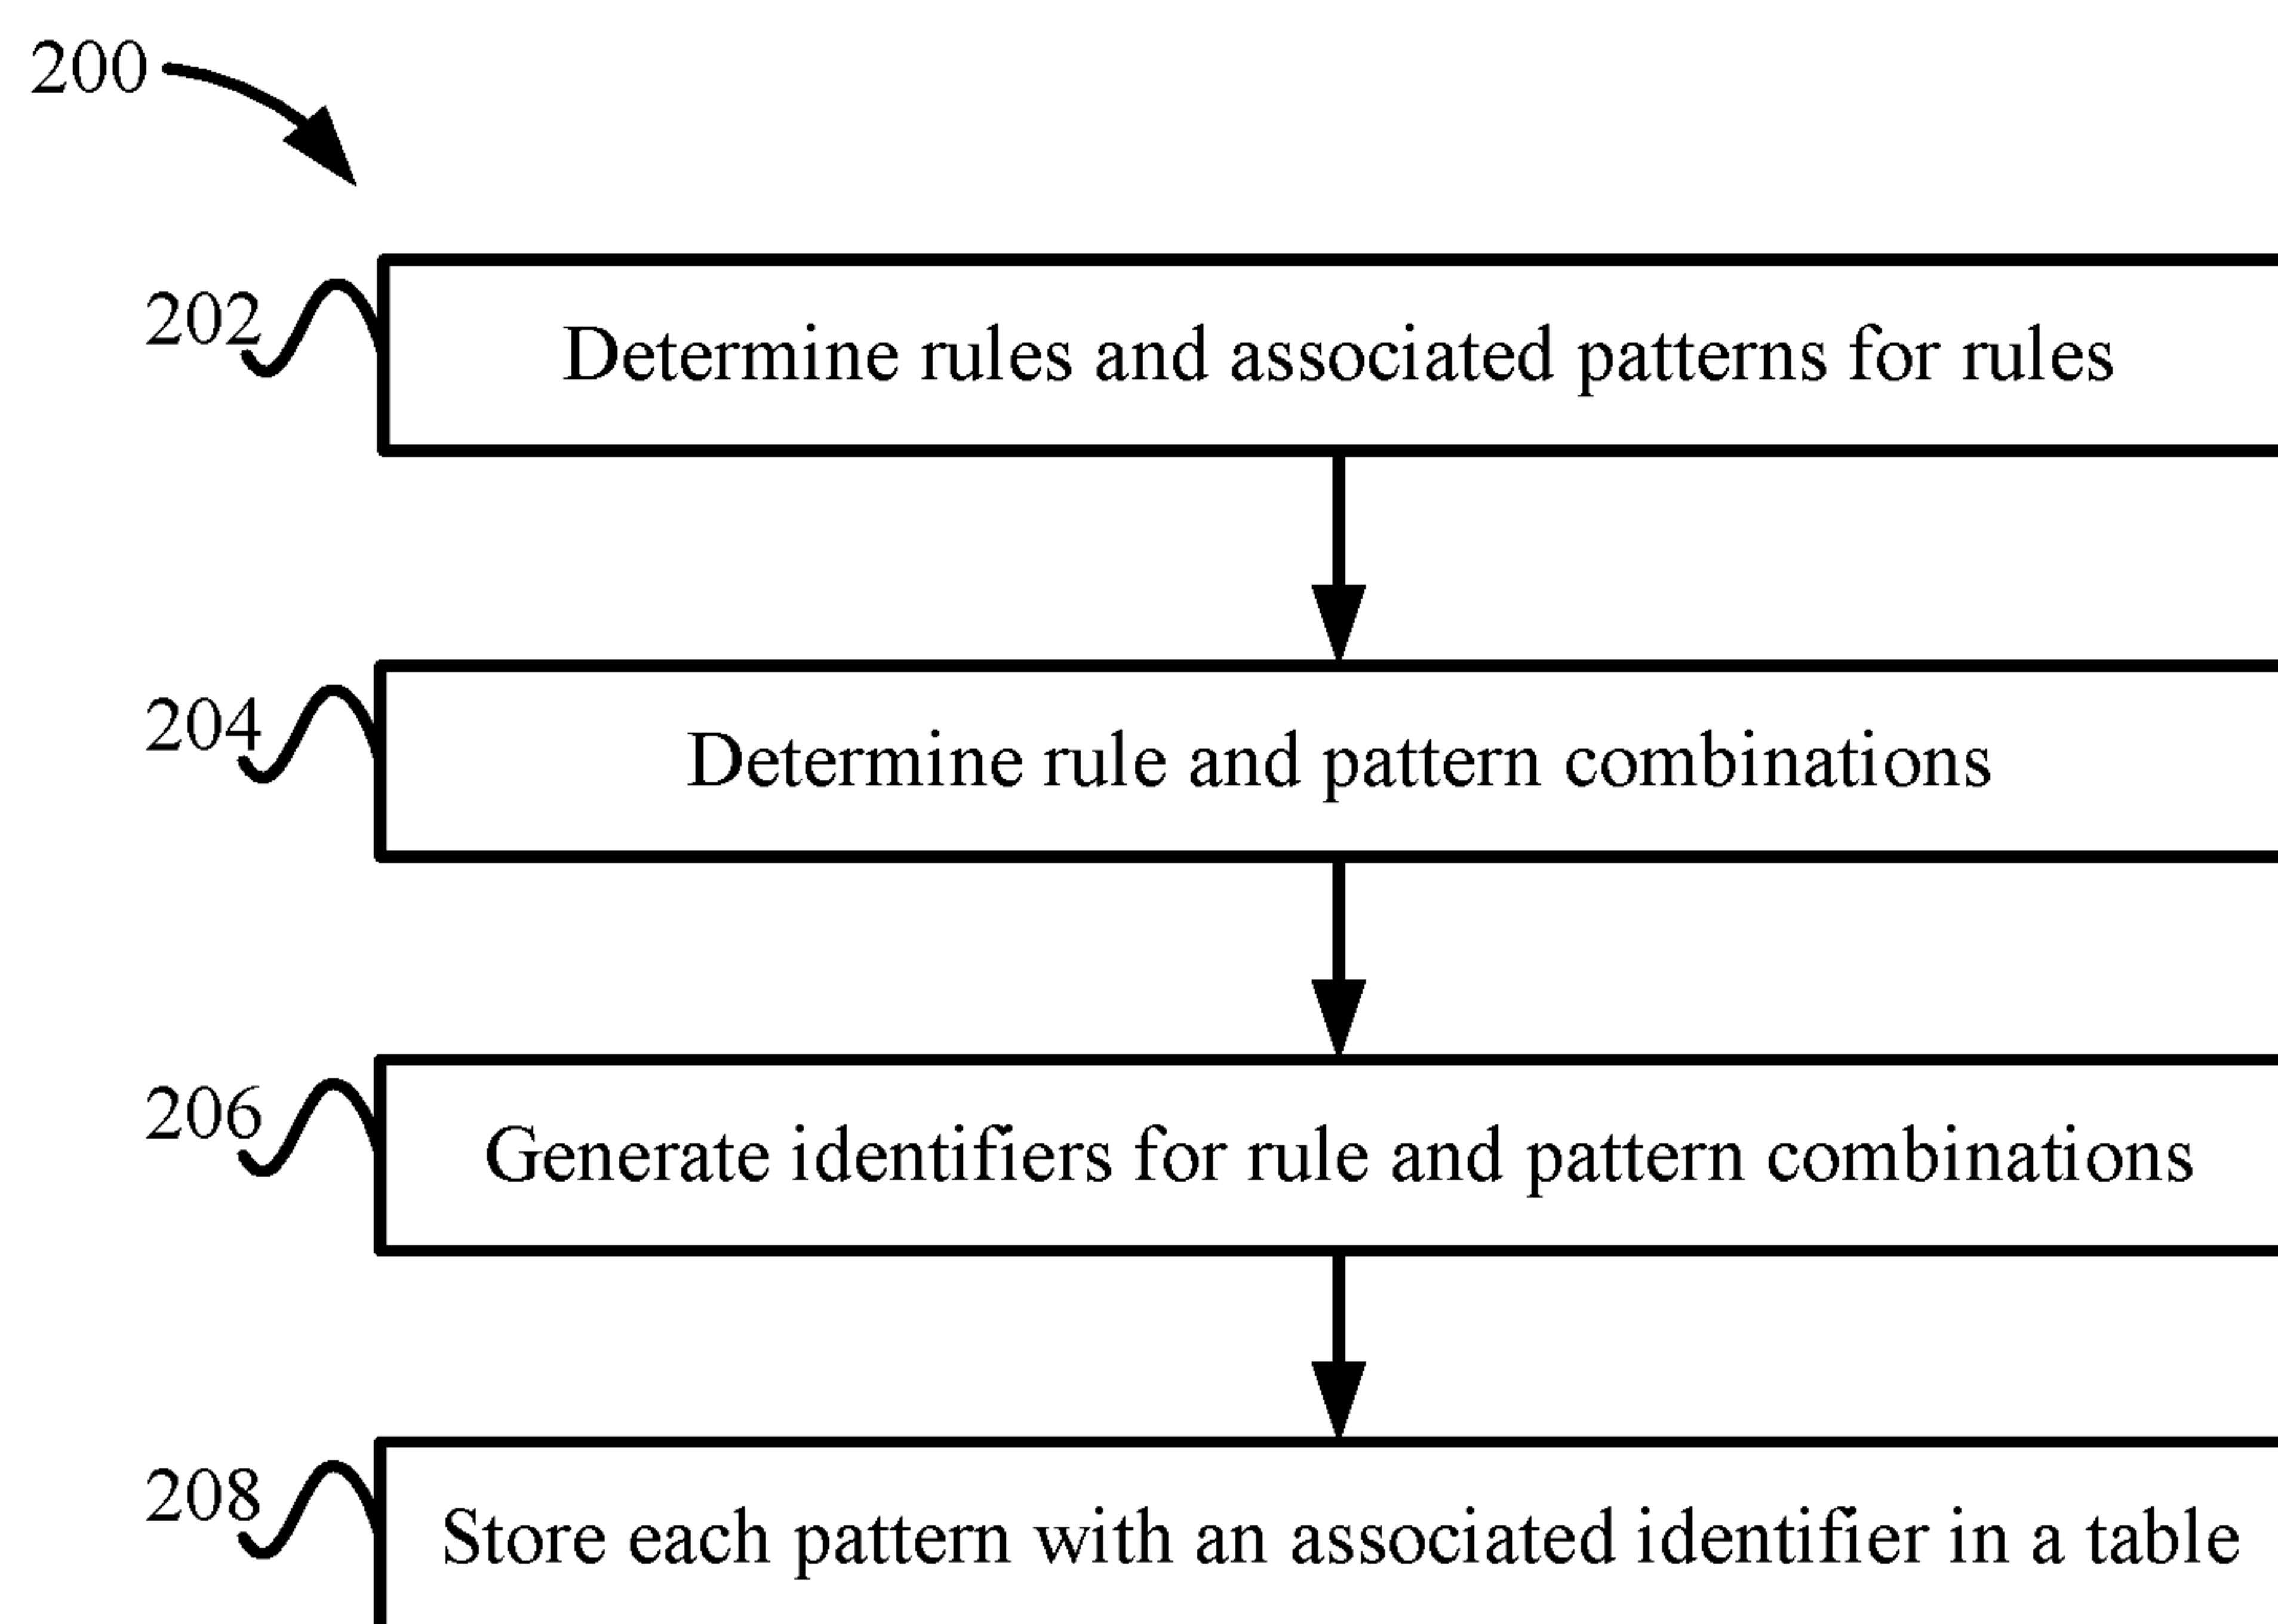 200
202
Determine rules and associated patterns for rules
204
Determine rule and pattern combinations
206
Generate identifiers for rule and pattern combinations
208
Store each pattern with an associated identifier in a table